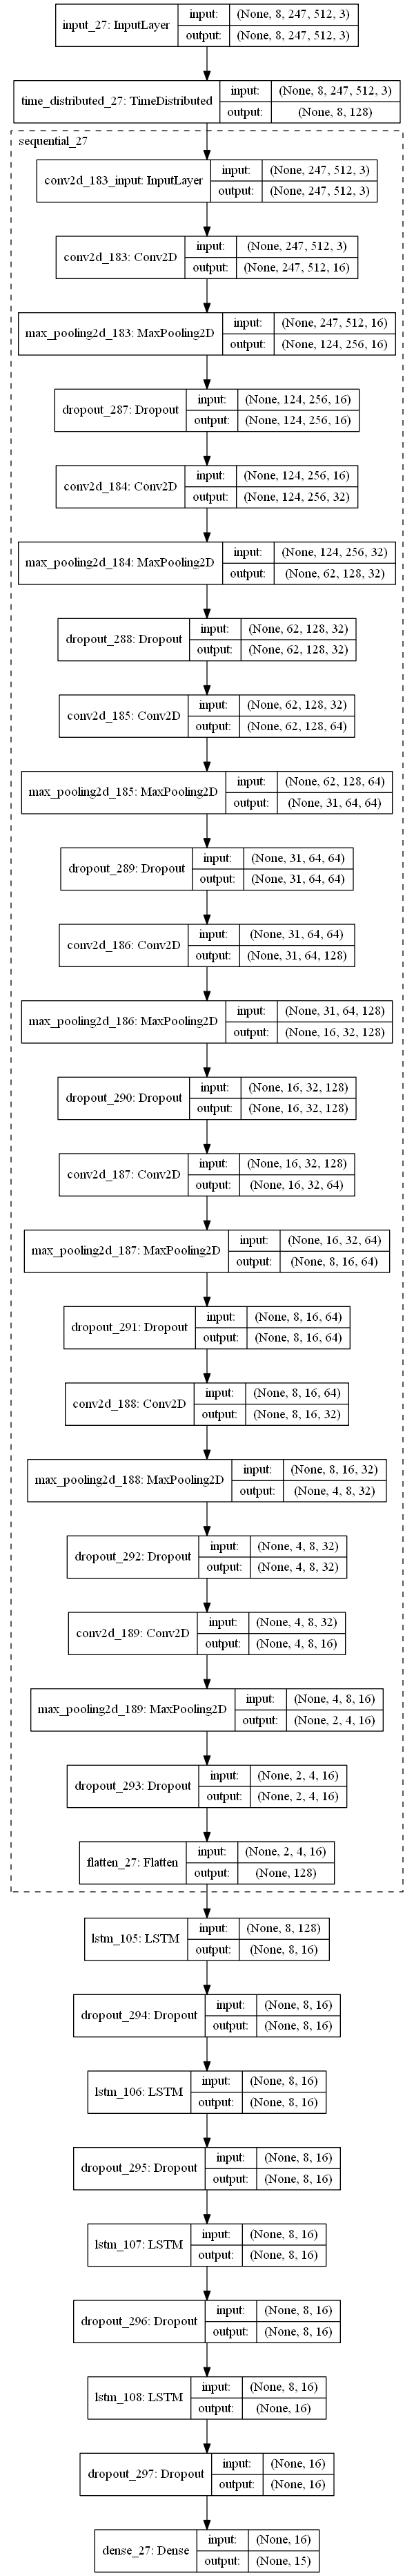 input_27: InputLayer
input: (None, 8, 247, 512, 3)
output: (None, 8, 247, 512, 3)
time_distributed_27: TimeDistributed
input: (None, 8, 247, 512, 3)
output: (None, 8, 128)
sequential_27
conv2d_183_input: InputLayer
input: (None, 247, 512, 3)
output: (None, 247, 512, 3)
conv2d_183: Conv2D
input: (None, 247, 512, 3)
output: (None, 247, 512, 16)
max_pooling2d_183: MaxPooling2D
input: (None, 247, 512, 16)
output: (None, 124, 256, 16)
dropout_287: Dropout
input: (None, 124, 256, 16)
output: (None, 124, 256, 16)
conv2d_184: Conv2D
input: (None, 124, 256, 16)
output: (None, 124, 256, 32)
max_pooling2d_184: MaxPooling2D
input: (None, 124, 256, 32)
output: (None, 62, 128, 32)
dropout_288: Dropout
input: (None, 62, 128, 32)
output: (None, 62, 128, 32)
conv2d_185: Conv2D
input: (None, 62, 128, 32)
output: (None, 62, 128, 64)
max_pooling2d_185: MaxPooling2D
input: (None, 62, 128, 64)
output: (None, 31, 64, 64)
dropout_289: Dropout
input: (None, 31, 64, 64)
output: (None, 31, 64, 64)
conv2d_186: Conv2D
input: (None, 31, 64, 64)
output: (None, 31, 64, 128)
max_pooling2d_186: MaxPooling2D
input: (None, 31, 64, 128)
output: (None, 16, 32, 128)
dropout_290: Dropout
input: (None, 16, 32, 128)
output: (None, 16, 32, 128)
conv2d_187: Conv2D
input: (None, 16, 32, 128)
output: (None, 16, 32, 64)
max_pooling2d_187: MaxPooling2D
input: (None, 16, 32, 64)
output: (None, 8, 16, 64)
dropout_291: Dropout
input: (None, 8, 16, 64)
output: (None, 8, 16, 64)
conv2d_188: Conv2D
input: (None, 8, 16, 64)
output: (None, 8, 16, 32)
max_pooling2d_188: MaxPooling2D
input: (None, 8, 16, 32)
output: (None, 4, 8, 32)
dropout_292: Dropout
input: (None, 4, 8, 32)
output: (None, 4, 8, 32)
conv2d_189: Conv2D
input: (None, 4, 8, 32)
output: (None, 4, 8, 16)
max_pooling2d_189: MaxPooling2D
input: (None, 4, 8, 16)
output: (None, 2, 4, 16)
dropout_293: Dropout
input: (None, 2, 4, 16)
output: (None, 2, 4, 16)
flatten_27: Flatten
input: (None, 2, 4, 16)
output: (None, 128)
lstm_105: LSTM
input: (None, 8, 128)
output: (None, 8, 16)
dropout_294: Dropout
input: (None, 8, 16)
output: (None, 8, 16)
lstm_106: LSTM
input: (None, 8, 16)
output: (None, 8, 16)
dropout_295: Dropout
input: (None, 8, 16)
output: (None, 8, 16)
lstm_107: LSTM
input: (None, 8, 16)
output: (None, 8, 16)
dropout_296: Dropout
input: (None, 8, 16)
output: (None, 8, 16)
lstm_108: LSTM
input: (None, 8, 16)
output: (None, 16)
dropout_297: Dropout
input: (None, 16)
output: (None, 16)
dense_27: Dense
input: (None, 16)
output: (None, 15)